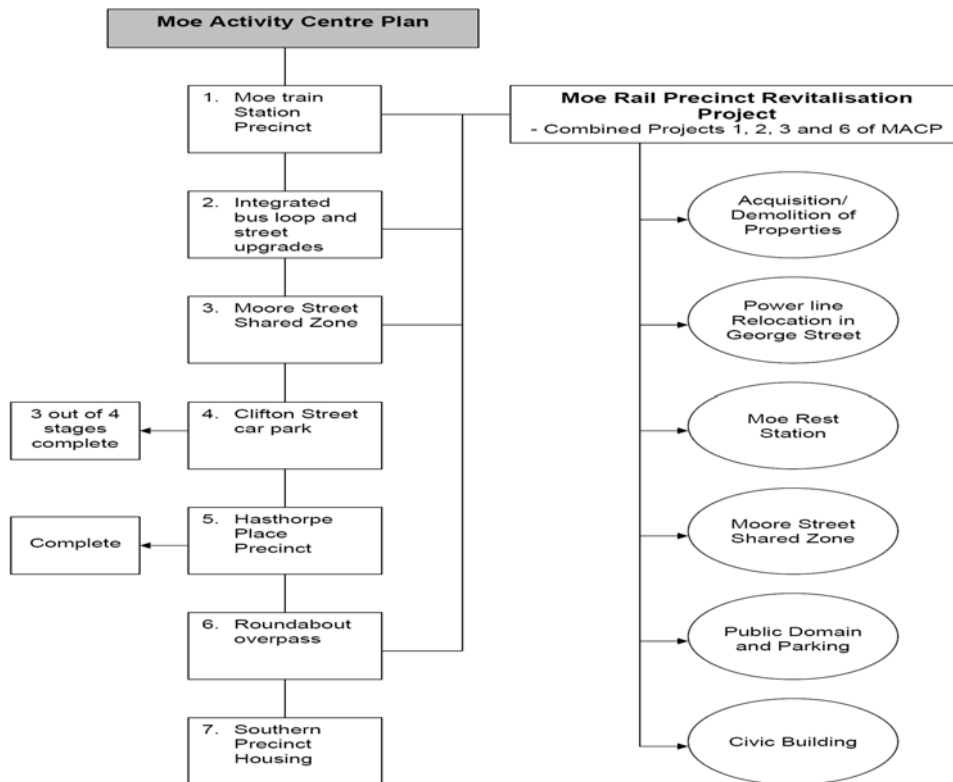 Moe Activity Centre Plan
1. Moe train
Station
Precinct
2. Integrated
bus loop and
street
upgrades
3. Moore Street
Shared Zone
4. Clifton Street
car park
3 out of 4
stages
complete
5. Hasthorpe
Place
Precinct
Complete
6. Roundabout
overpass
7. Southern
Precinct
Housing
Moe Rail Precinct Revitalisation
Project
- Combined Projects 1, 2, 3 and 6 of MACP
Acquisition/
Demolition of
Properties
Power line
Relocation in
George Street
Moe Rest
Station
Moore Street
Shared Zone
Public Domain
and Parking
Civic Building